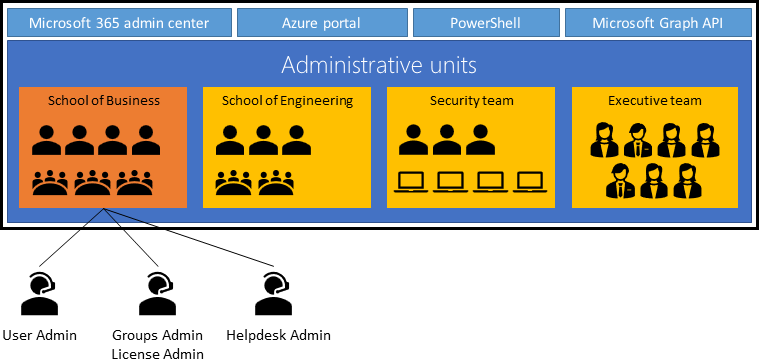 Microsoft 365 admin center
Azure portal
PowerShell
Microsoft Graph API
Administrative units
School of Business
School of Engineering
Security team
Executive team
User Admin
Groups Admin
License Admin
Helpdesk Admin